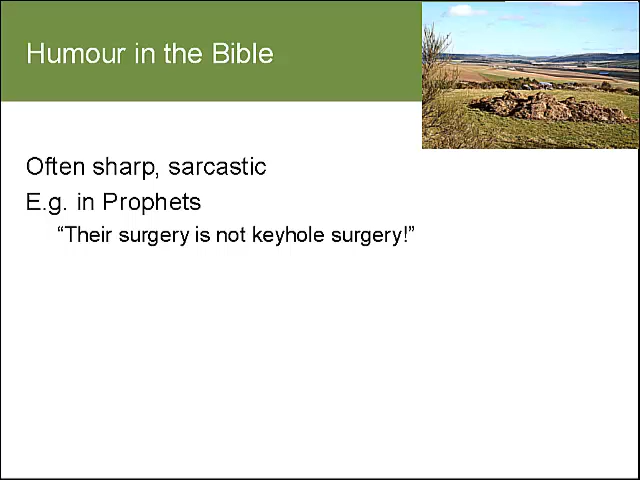 Humour in the Bible
Often sharp, sarcastic
E.g. in Prophets
“Their surgery is not keyhole surgery!”